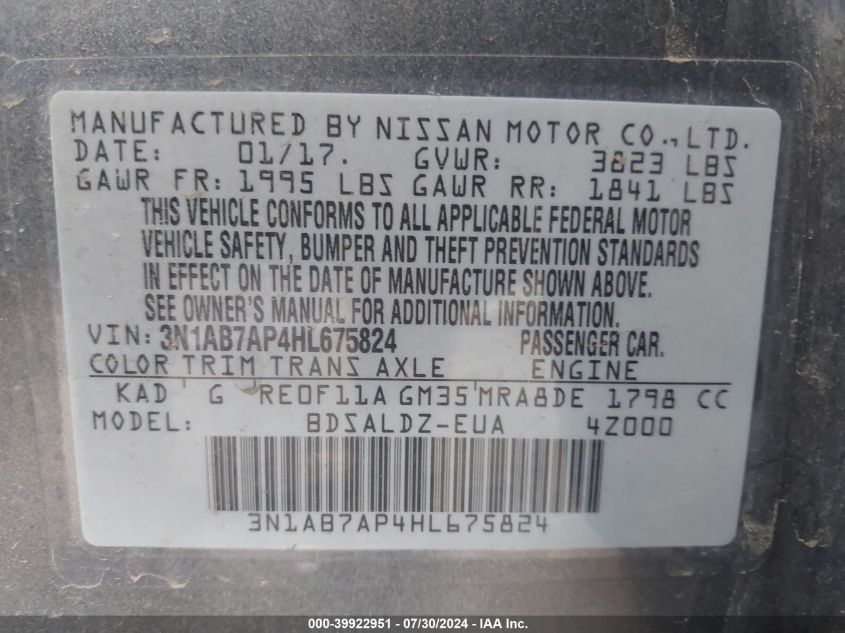 MANUFACTURED BY NISSAN MOTOR CO., LTD.
DATE: 01/17. GVWR: 3823 LBS
GAWR FR: 1995 LBS GAWR RR: 1841 LBS
THIS VEHICLE CONFORMS TO ALL APPLICABLE FEDERAL MOTOR
VEHICLE SAFETY, BUMPER AND THEFT PREVENTION STANDARDS
IN EFFECT ON THE DATE OF MANUFACTURE SHOWN ABOVE.
SEE OWNER'S MANUAL FOR ADDITIONAL INFORMATION.
VIN: 3N1AB7AP4HL675824 PASSENGER CAR.
COLOR TRIM TRANS AXLE ENGINE
KAD G RE0F11A GM35 MRA8DE 1798 CC
MODEL: BDSALDZ-EUA 4Z000
3N1AB7AP4HL675824
000-39922951 / 07/30/2024 - IAA Inc.